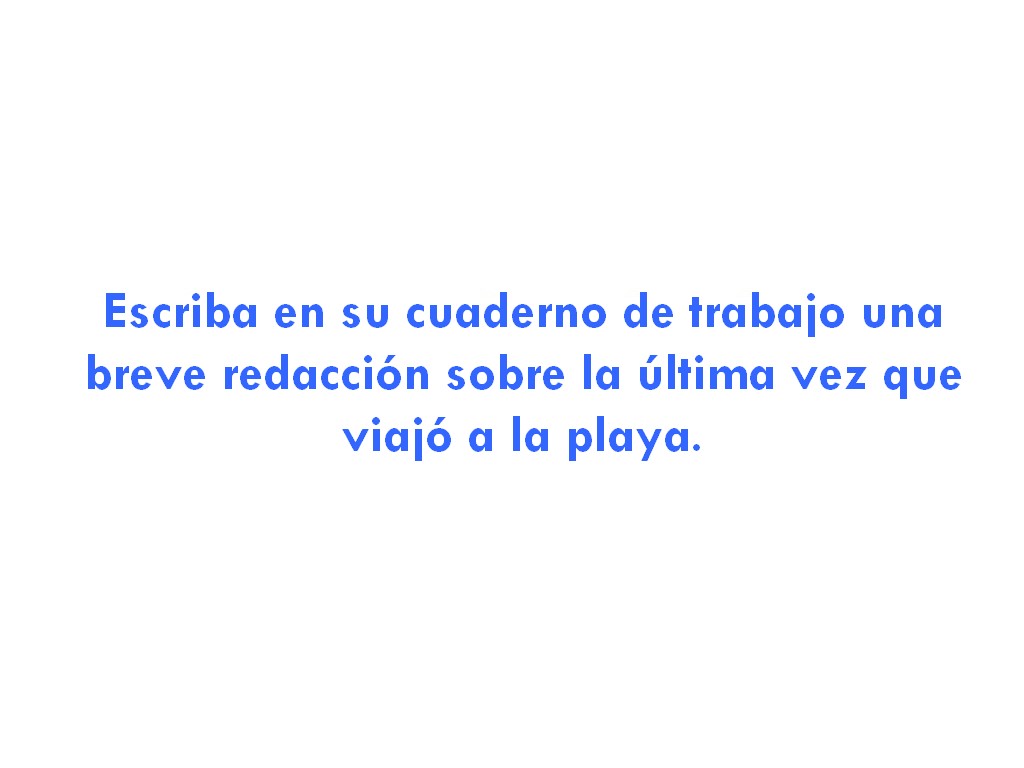 Escriba en su cuaderno de trabajo una
breve redacción sobre la última vez que
viajó a la playa.